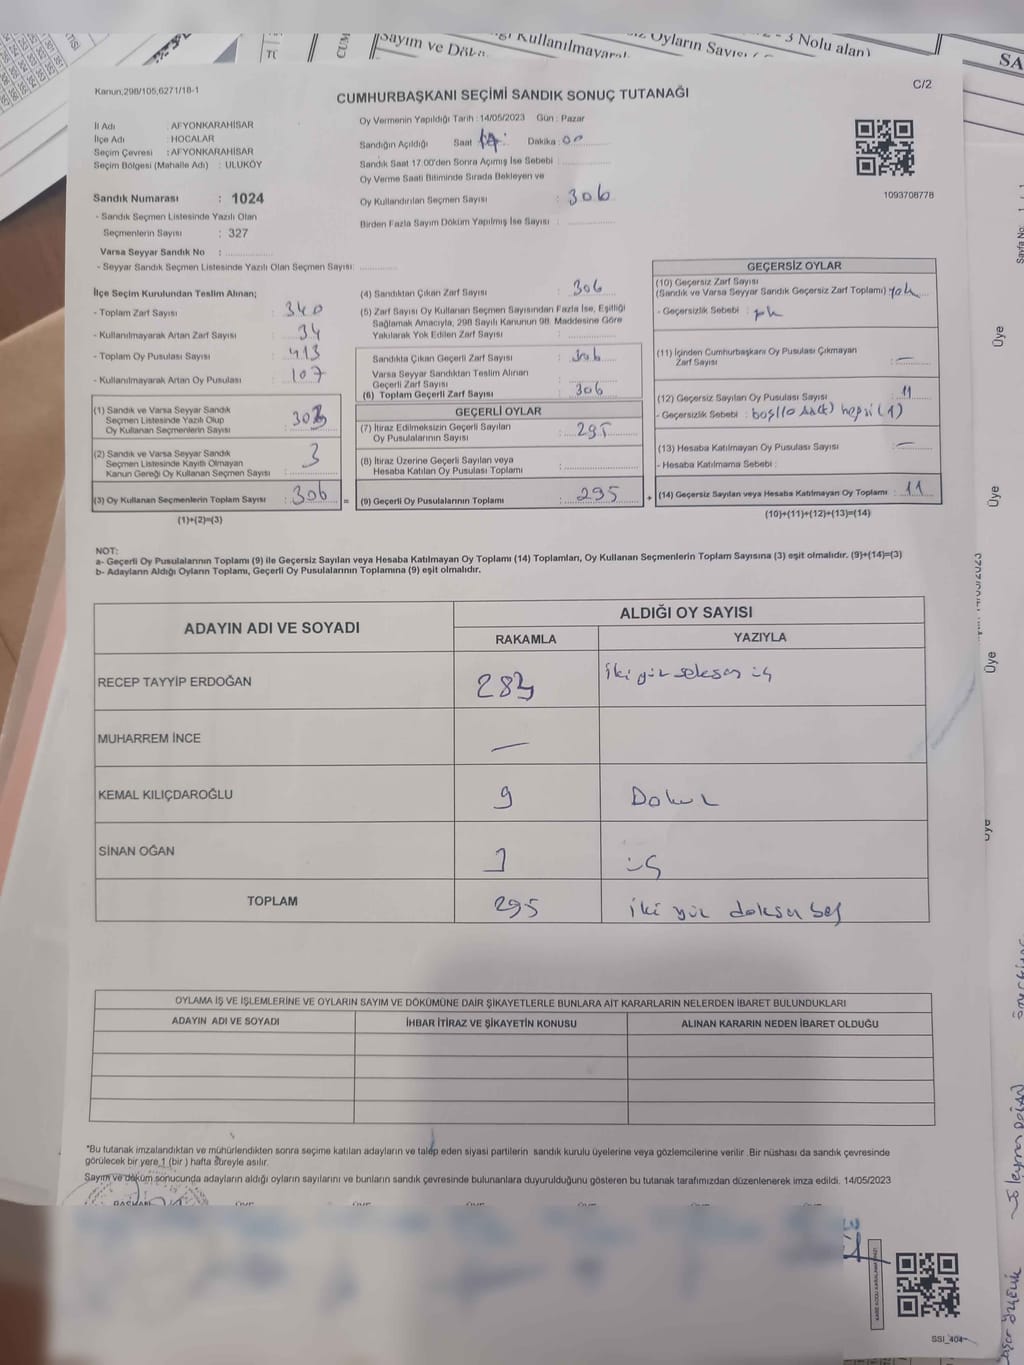 Kanun,298/105,6271/18-1
C/2
CUMHURBAŞKANI SEÇİMİ SANDIK SONUÇ TUTANAĞI
İl Adı : AFYONKARAHİSAR
İlçe Adı : HOCALAR
Seçim Çevresi : AFYONKARAHİSAR
Seçim Bölgesi (Mahalle Adı) : ULUKÖY
Sandık Numarası : 1024
- Sandık Seçmen Listesinde Yazılı Olan
Seçmenlerin Sayısı : 327
Varsa Seyyar Sandık No :
- Seyyar Sandık Seçmen Listesinde Yazılı Olan Seçmen Sayısı:
Oy Vermenin Yapıldığı Tarih : 14/05/2023 Gün : Pazar
Sandığın Açıldığı Saat Dakika : 00
Sandık Saat 17.00'den Sonra Açımış İse Sebebi :
Oy Verme Saati Bitiminde Sırada Bekleyen ve
Oy Kullandırılan Seçmen Sayısı : 306
Birden Fazla Sayım Döküm Yapılmış İse Sayısı :
1093708778
İlçe Seçim Kurulundan Teslim Alınan;
- Toplam Zarf Sayısı : 340
- Kullanılmayarak Artan Zarf Sayısı : 34
- Toplam Oy Pusulası Sayısı : 413
- Kullanılmayarak Artan Oy Pusulası : 107
(1) Sandık ve Varsa Seyyar Sandık
Seçmen Listesinde Yazılı Olup
Oy Kullanan Seçmenlerin Sayısı : 303
(2) Sandık ve Varsa Seyyar Sandık
Seçmen Listesinde Kayıtlı Olmayan
Kanun Gereği Oy Kullanan Seçmen Sayısı : 3
(3) Oy Kullanan Seçmenlerin Toplam Sayısı : 306 =
(1)+(2)=(3)
(4) Sandıktan Çıkan Zarf Sayısı : 306
(5) Zarf Sayısı Oy Kullanan Seçmen Sayısından Fazla İse, Eşitliği
Sağlamak Amacıyla, 298 Sayılı Kanunun 98. Maddesine Göre
Yakılarak Yok Edilen Zarf Sayısı :
Sandıkta Çıkan Geçerli Zarf Sayısı : 306
Varsa Seyyar Sandıktan Teslim Alınan
Geçerli Zarf Sayısı :
(6) Toplam Geçerli Zarf Sayısı : 306
GEÇERLİ OYLAR
(7) İtiraz Edilmeksizin Geçerli Sayılan
Oy Pusulalarının Sayısı : 295
(8) İtiraz Üzerine Geçerli Sayılan veya
Hesaba Katılan Oy Pusulası Toplamı :
(9) Geçerli Oy Pusulalarının Toplamı : 295 +
GEÇERSİZ OYLAR
(10) Geçersiz Zarf Sayısı
(Sandık ve Varsa Seyyar Sandık Geçersiz Zarf Toplamı) : yok
- Geçersizlik Sebebi :
(11) İçinden Cumhurbaşkanı Oy Pusulası Çıkmayan
Zarf Sayısı : —
(12) Geçersiz Sayılan Oy Pusulası Sayısı : 11
- Geçersizlik Sebebi :
(13) Hesaba Katılmayan Oy Pusulası Sayısı : —
- Hesaba Katılmama Sebebi :
(14) Geçersiz Sayılan veya Hesaba Katılmayan Oy Toplamı : 11
(10)+(11)+(12)+(13)=(14)
NOT:
a- Geçerli Oy Pusulalarının Toplamı (9) ile Geçersiz Sayılan veya Hesaba Katılmayan Oy Toplamı (14) Toplamları, Oy Kullanan Seçmenlerin Toplam Sayısına (3) eşit olmalıdır. (9)+(14)=(3)
b- Adayların Aldığı Oyların Toplamı, Geçerli Oy Pusulalarının Toplamına (9) eşit olmalıdır.
ADAYIN ADI VE SOYADI
ALDIĞI OY SAYISI
RAKAMLA YAZIYLA
RECEP TAYYİP ERDOĞAN 283 iki yüz seksen üç
MUHARREM İNCE —
KEMAL KILIÇDAROĞLU 9 Dokuz
SİNAN OĞAN üç
TOPLAM 295 iki yüz doksan beş
OYLAMA İŞ VE İŞLEMLERİNE VE OYLARIN SAYIM VE DÖKÜMÜNE DAİR ŞİKAYETLERLE BUNLARA AİT KARARLARIN NELERDEN İBARET BULUNDUKLARI
ADAYIN ADI VE SOYADI İHBAR İTİRAZ VE ŞİKAYETİN KONUSU ALINAN KARARIN NEDEN İBARET OLDUĞU
*Bu tutanak imzalandıktan ve mühürlendikten sonra seçime katılan adayların ve talep eden siyasi partilerin sandık kurulu üyelerine veya gözlemcilerine verilir .Bir nüshası da sandık çevresinde
görülecek bir yere 1 (bir ) hafta süreyle asılır.
Sayım ve döküm sonucunda adayların aldığı oyların sayılarını ve bunların sandık çevresinde bulunanlara duyurulduğunu gösteren bu tutanak tarafımızdan düzenlenerek imza edildi. 14/05/2023
SSI_404
Üye
Üye
Üye
Üye